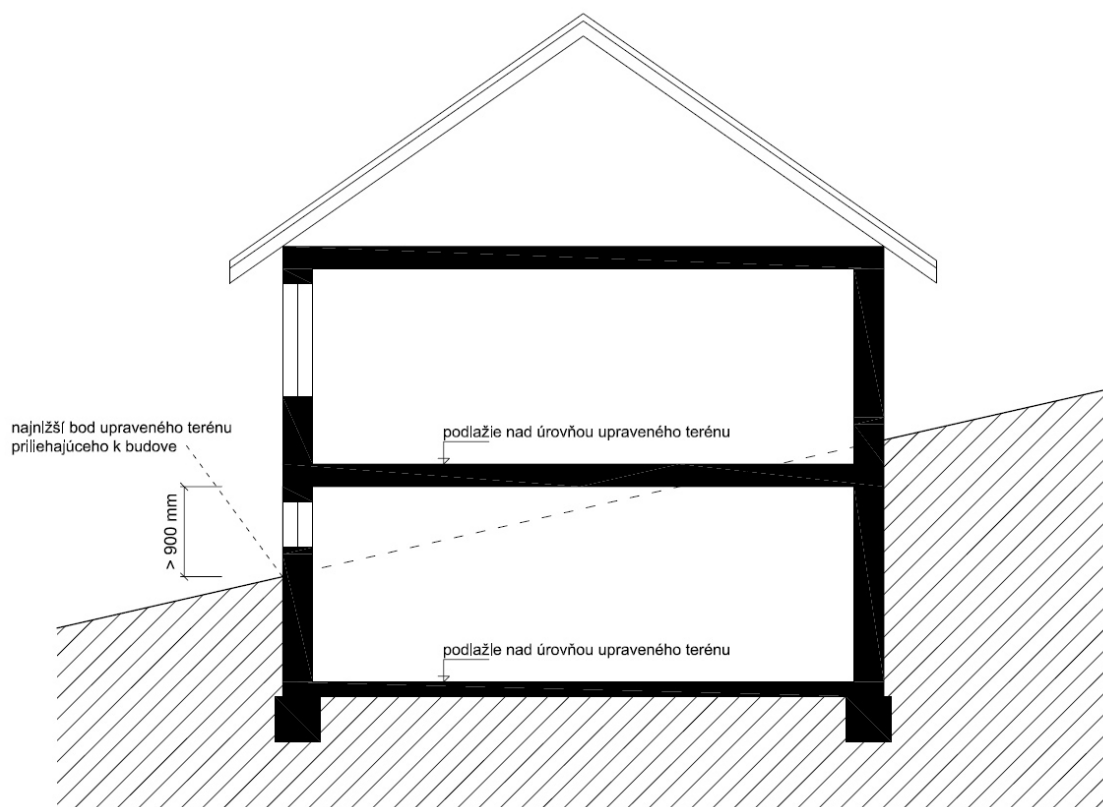 podlažie nad úrovňou upraveného terénu
najnižší bod upraveného terénu
priliehajúceho k budove
> 900 mm
podlažie nad úrovňou upraveného terénu